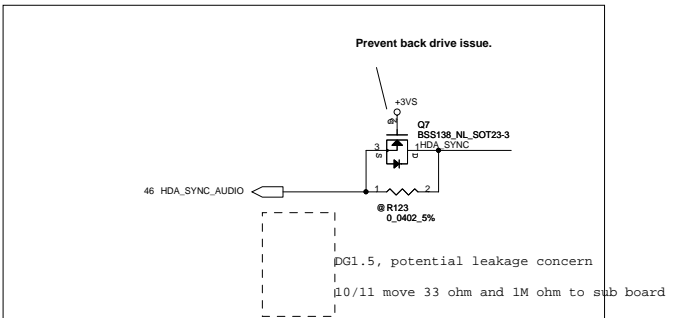 Prevent back drive issue.
+3VS
G
2
Q7
BSS138_NL_SOT23-3
3
S
1
D
HDA_SYNC
46 HDA_SYNC_AUDIO
1
2
@ R123
0_0402_5%
DG1.5, potential leakage concern
10/11 move 33 ohm and 1M ohm to sub board